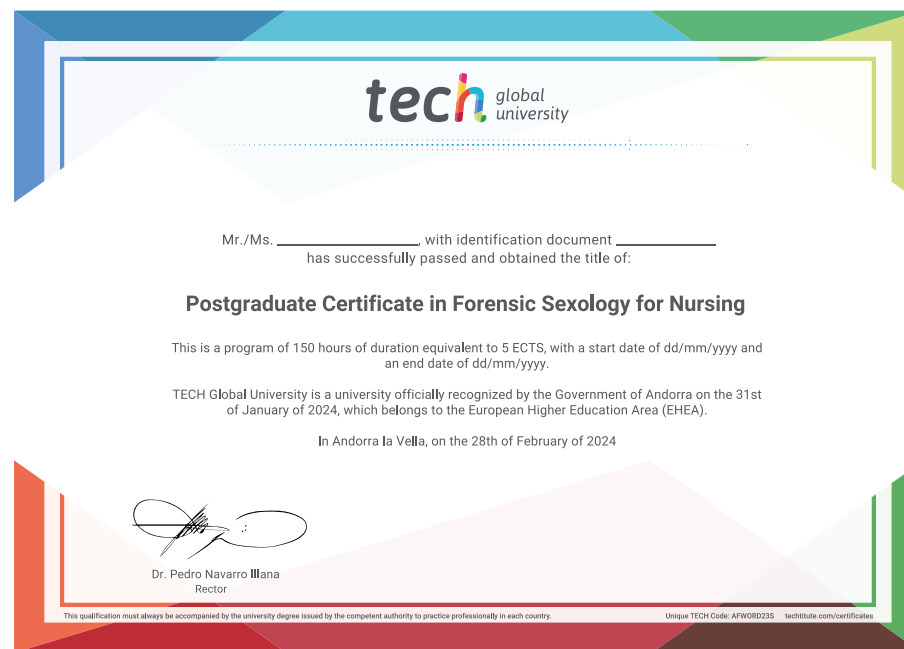 tech global university
Mr./Ms. ____________________, with identification document ______________
has successfully passed and obtained the title of:
Postgraduate Certificate in Forensic Sexology for Nursing
This is a program of 150 hours of duration equivalent to 5 ECTS, with a start date of dd/mm/yyyy and
an end date of dd/mm/yyyy.
TECH Global University is a university officially recognized by the Government of Andorra on the 31st
of January of 2024, which belongs to the European Higher Education Area (EHEA).
In Andorra la Vella, on the 28th of February of 2024
Dr. Pedro Navarro Illana
Rector
This qualification must always be accompanied by the university degree issued by the competent authority to practice professionally in each country.
Unique TECH Code: AFWORD23S techtitute.com/certificates